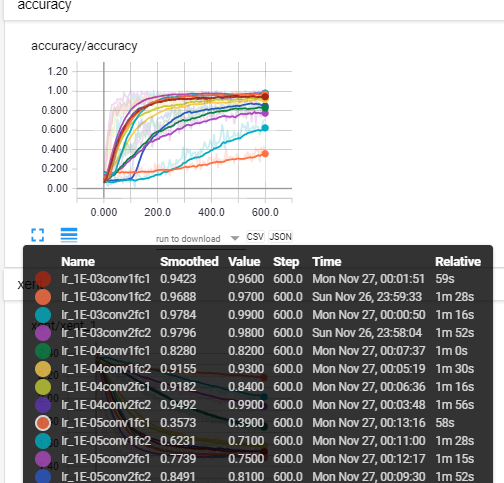 accuracy
accuracy/accuracy
1.20
1.00
0.800
0.600
0.400
0.200
0.00
0.000 200.0 400.0 600.0
run to download CSV JSON
Name Smoothed Value Step Time Relative
lr_1E-03conv1fc1 0.9423 0.9600 600.0 Mon Nov 27, 00:01:51 59s
lr_1E-03conv1fc2 0.9688 0.9700 600.0 Sun Nov 26, 23:59:33 1m 28s
lr_1E-03conv2fc1 0.9784 0.9900 600.0 Mon Nov 27, 00:00:50 1m 16s
lr_1E-03conv2fc2 0.9796 0.9800 600.0 Sun Nov 26, 23:58:04 1m 52s
lr_1E-04conv1fc1 0.8280 0.8200 600.0 Mon Nov 27, 00:07:37 1m 0s
lr_1E-04conv1fc2 0.9155 0.9300 600.0 Mon Nov 27, 00:05:19 1m 30s
lr_1E-04conv2fc1 0.9182 0.8400 600.0 Mon Nov 27, 00:06:36 1m 16s
lr_1E-04conv2fc2 0.9492 0.9900 600.0 Mon Nov 27, 00:03:48 1m 56s
lr_1E-05conv1fc1 0.3573 0.3900 600.0 Mon Nov 27, 00:13:16 58s
lr_1E-05conv1fc2 0.6231 0.7100 600.0 Mon Nov 27, 00:11:00 1m 28s
lr_1E-05conv2fc1 0.7739 0.7500 600.0 Mon Nov 27, 00:12:17 1m 15s
lr_1E-05conv2fc2 0.8491 0.8100 600.0 Mon Nov 27, 00:09:30 1m 52s